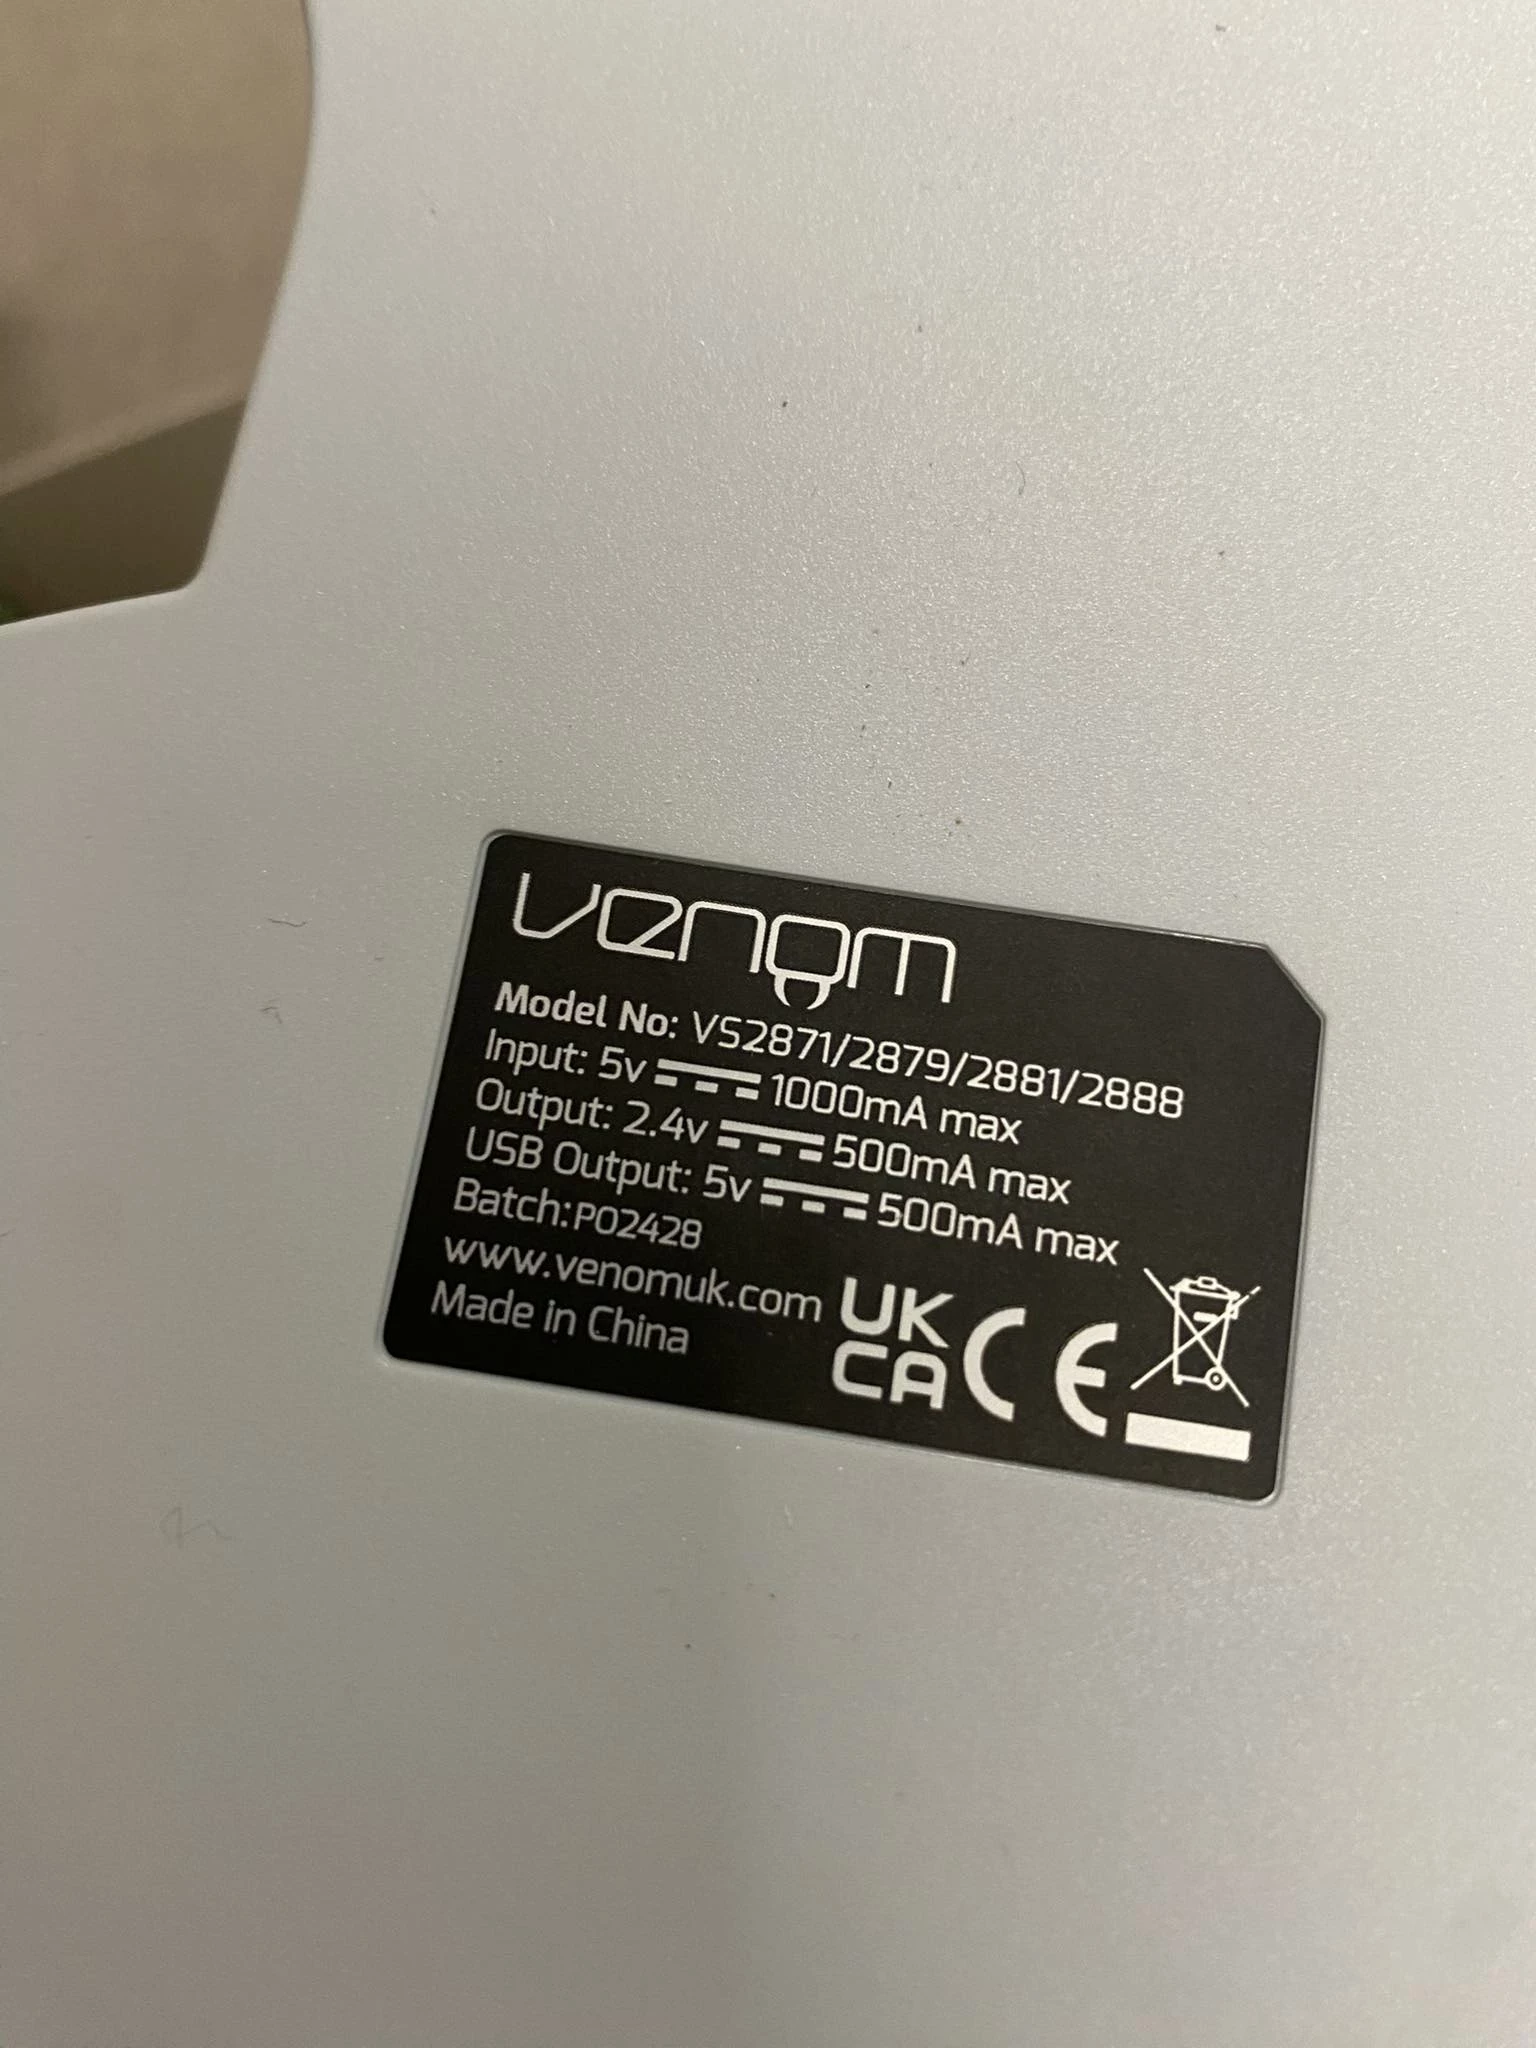 venom
Model No: VS2871/2879/2881/2888
Input: 5v ⎓ 1000mA max
Output: 2.4v ⎓ 500mA max
USB Output: 5v ⎓ 500mA max
Batch:PO2428
www.venomuk.com
Made in China
UK
CA CE